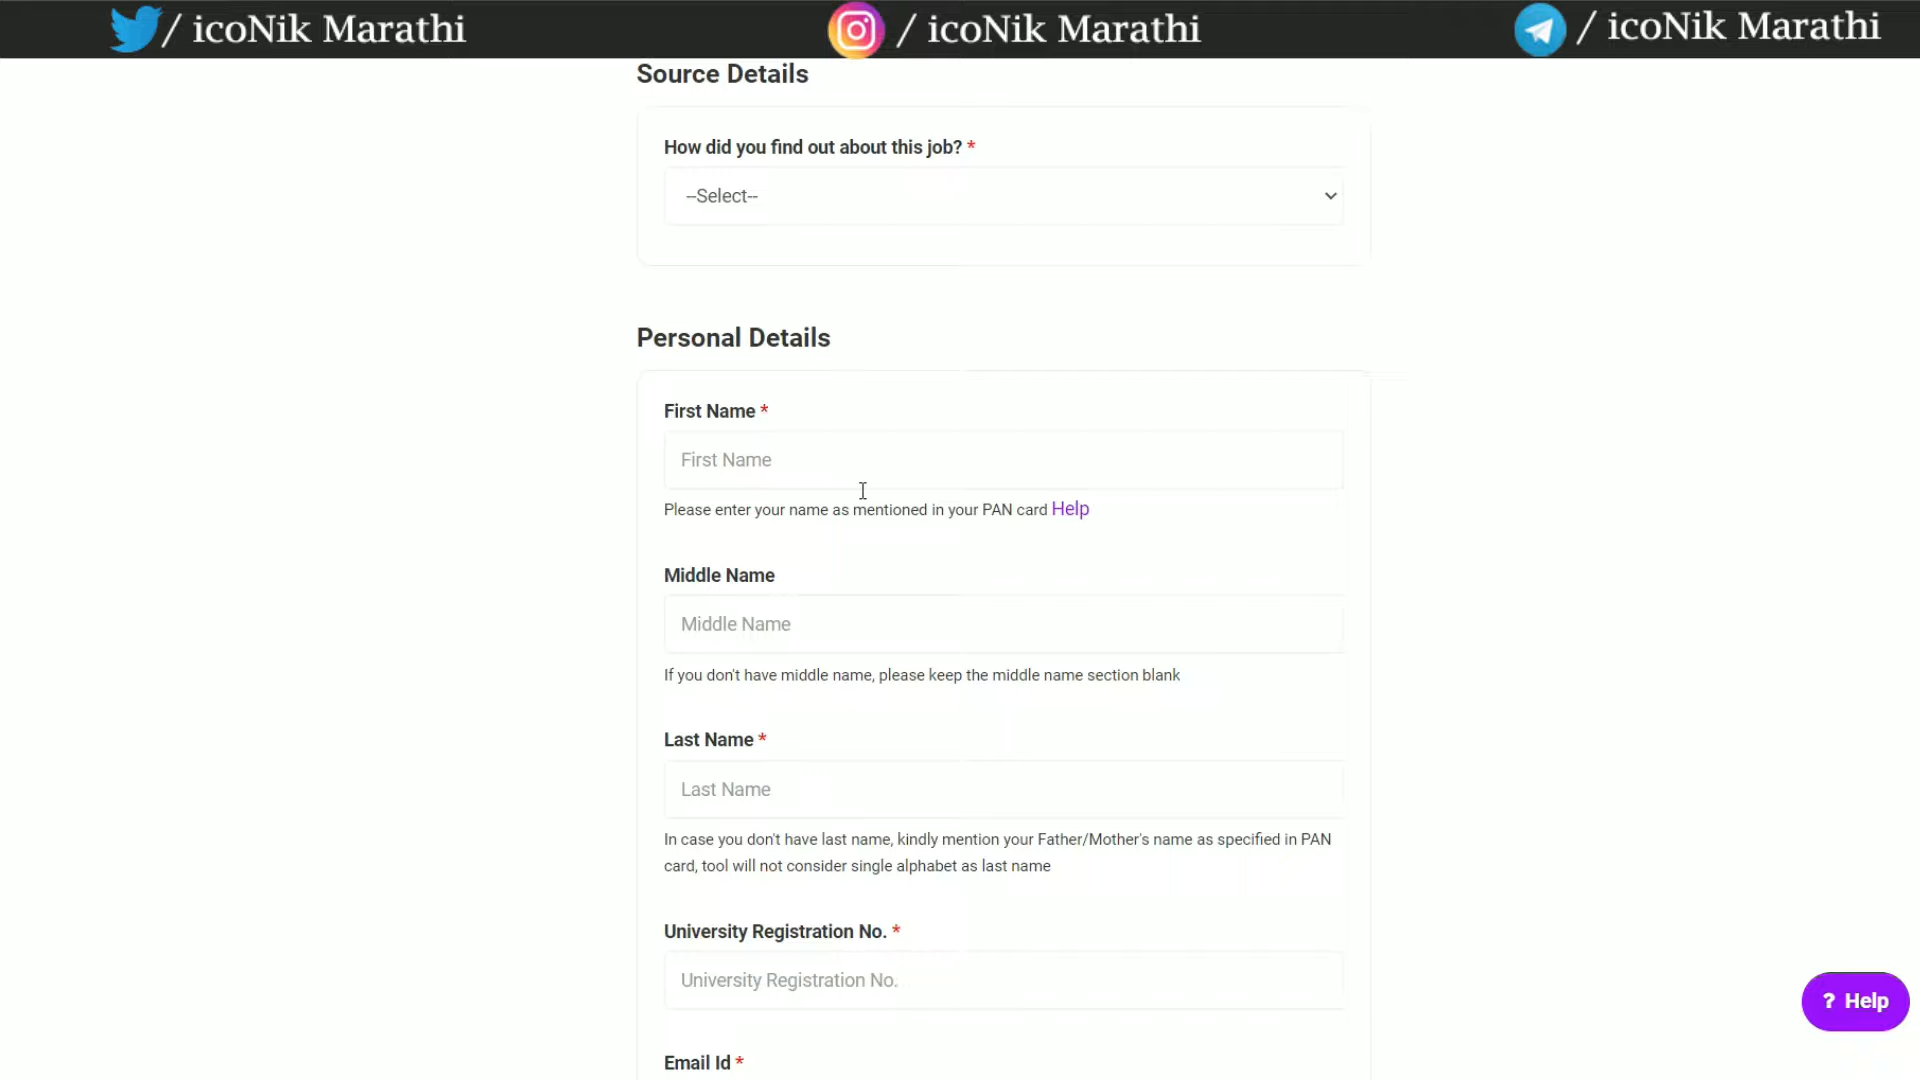 / icoNik Marathi
/ icoNik Marathi
/ icoNik Marathi
Source Details
How did you find out about this job? *
--Select--
Personal Details
First Name *
First Name
Please enter your name as mentioned in your PAN card Help
Middle Name
Middle Name
If you don't have middle name, please keep the middle name section blank
Last Name *
Last Name
In case you don't have last name, kindly mention your Father/Mother's name as specified in PAN
card, tool will not consider single alphabet as last name
University Registration No. *
University Registration No.
? Help
Email Id *